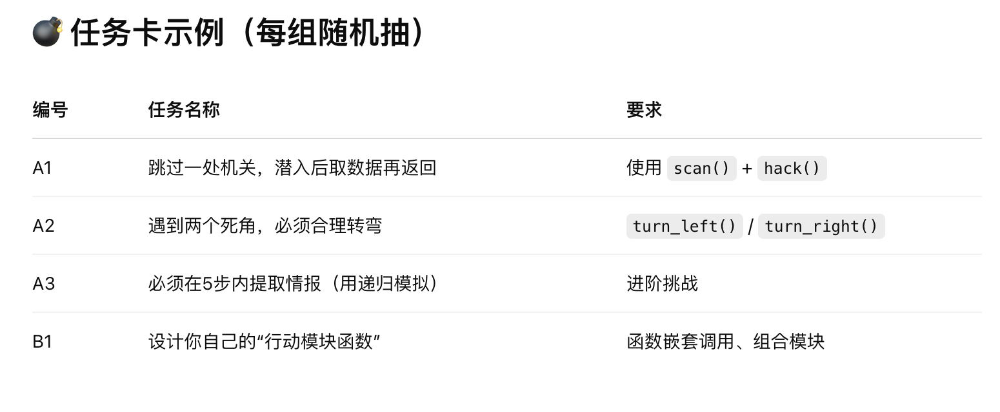 💣 任务卡示例（每组随机抽）
编号 任务名称 要求
A1 跳过一处机关，潜入后取数据再返回 使用 scan() + hack()
A2 遇到两个死角，必须合理转弯 turn_left() / turn_right()
A3 必须在5步内提取情报（用递归模拟） 进阶挑战
B1 设计你自己的“行动模块函数” 函数嵌套调用、组合模块